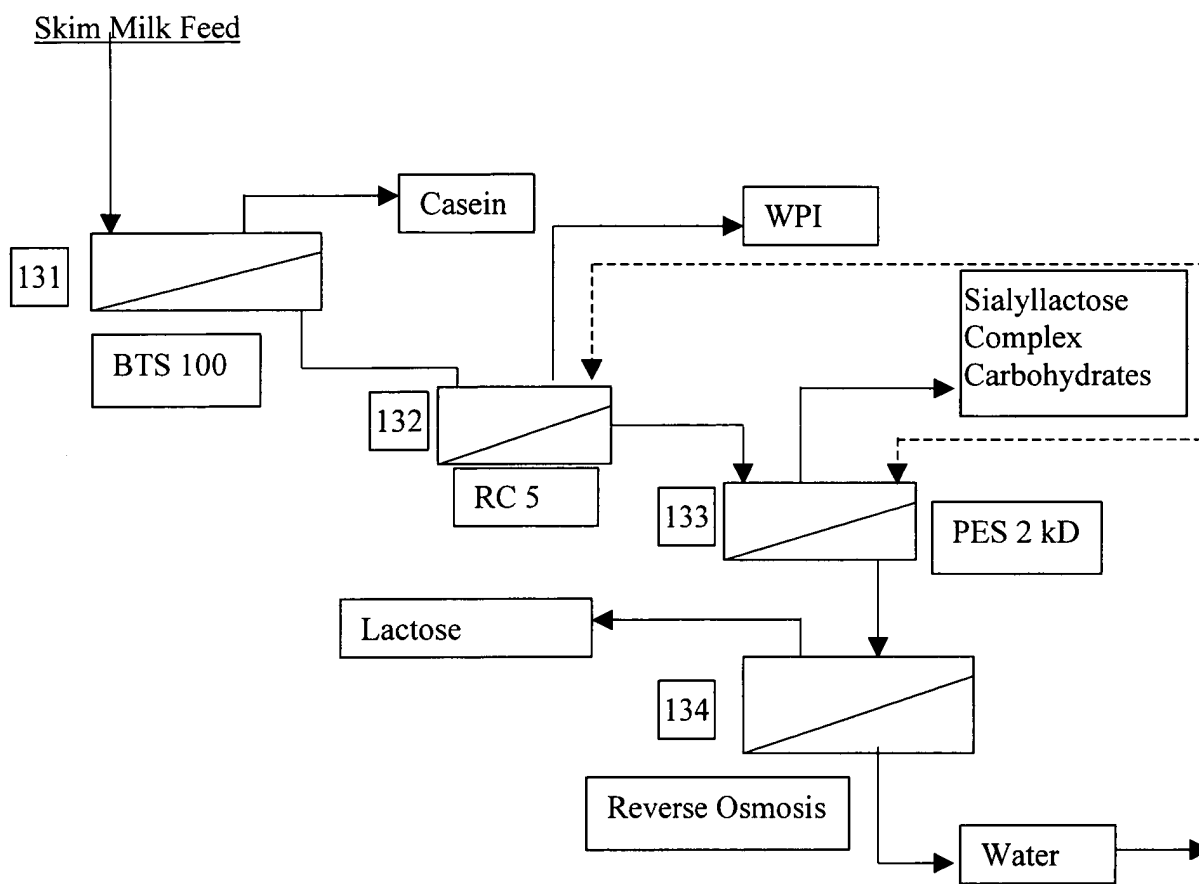 Skim Milk Feed
Casein
WPI
131
Sialyllactose
Complex
Carbohydrates
BTS 100
132
RC 5
133
PES 2 kD
Lactose
134
Reverse Osmosis
Water